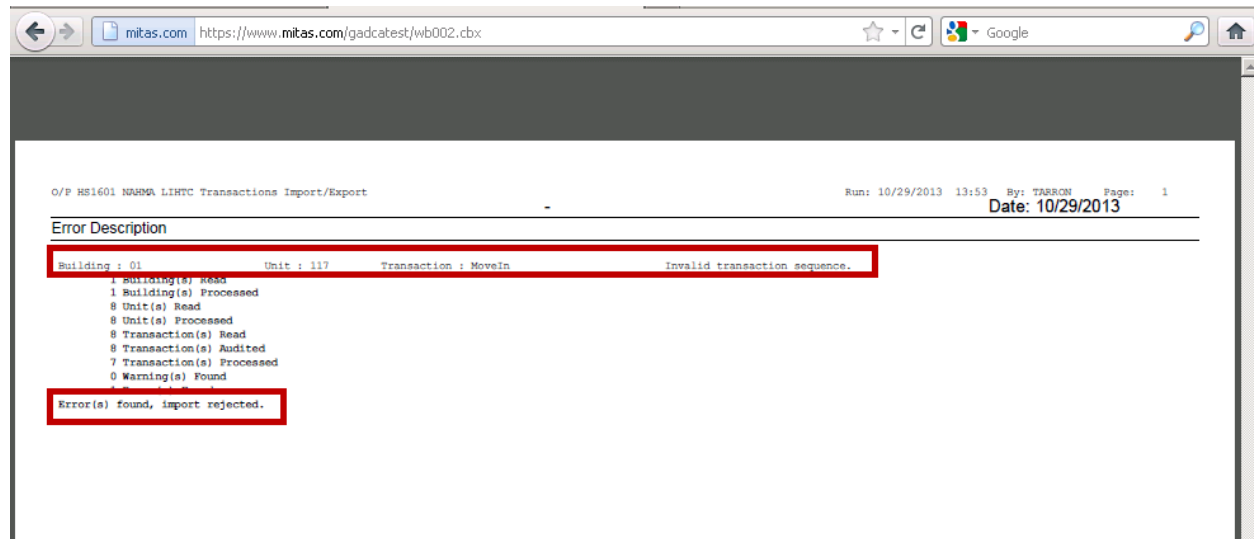 mitas.com https://www.mitas.com/gadcatest/wb002.cbx Google
O/P HS1601 NAHMA LIHTC Transactions Import/Export Run: 10/29/2013 13:53 By: TARRON Page: 1
- Date: 10/29/2013
Error Description
Building : 01 Unit : 117 Transaction : MoveIn Invalid transaction sequence.
1 Building(s) Read
1 Building(s) Processed
8 Unit(s) Read
8 Unit(s) Processed
8 Transaction(s) Read
8 Transaction(s) Audited
7 Transaction(s) Processed
0 Warning(s) Found
Error(s) found, import rejected.